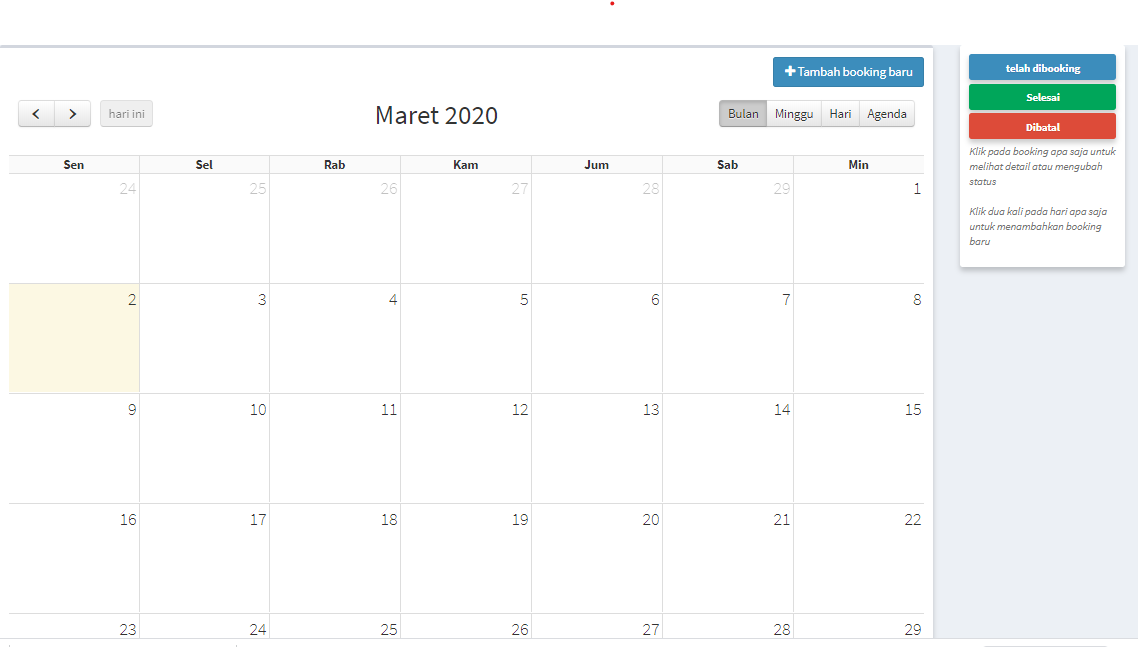 Tambah booking baru
hari ini
Maret 2020
Bulan Minggu Hari Agenda
Sen Sel Rab Kam Jum Sab Min
24 25 26 27 28 29 1
2 3 4 5 6 7 8
9 10 11 12 13 14 15
16 17 18 19 20 21 22
23 24 25 26 27 28 29
telah dibooking
Selesai
Dibatal
Klik pada booking apa saja untuk
melihat detail atau mengubah
status
Klik dua kali pada hari apa saja
untuk menambahkan booking
baru